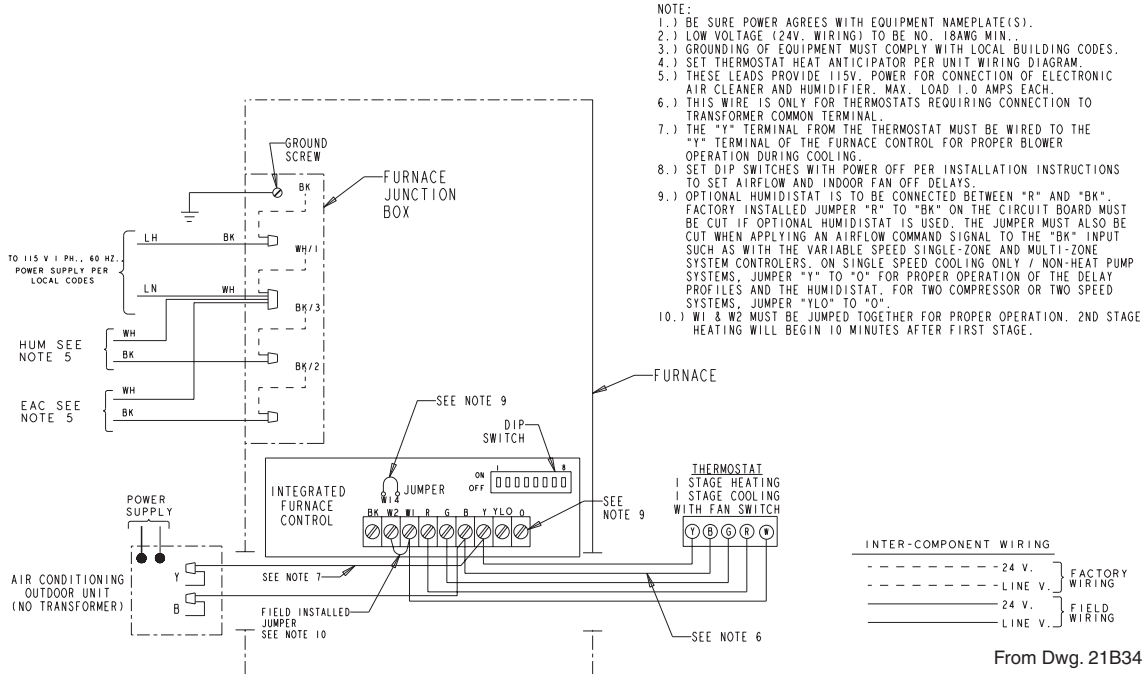 NOTE:
1.) BE SURE POWER AGREES WITH EQUIPMENT NAMEPLATE(S).
2.) LOW VOLTAGE (24V. WIRING) TO BE NO. 18AWG MIN..
3.) GROUNDING OF EQUIPMENT MUST COMPLY WITH LOCAL BUILDING CODES.
4.) SET THERMOSTAT HEAT ANTICIPATOR PER UNIT WIRING DIAGRAM.
5.) THESE LEADS PROVIDE 115V. POWER FOR CONNECTION OF ELECTRONIC
AIR CLEANER AND HUMIDIFIER. MAX. LOAD 1.0 AMPS EACH.
6.) THIS WIRE IS ONLY FOR THERMOSTATS REQUIRING CONNECTION TO
TRANSFORMER COMMON TERMINAL.
7.) THE "Y" TERMINAL FROM THE THERMOSTAT MUST BE WIRED TO THE
"Y" TERMINAL OF THE FURNACE CONTROL FOR PROPER BLOWER
OPERATION DURING COOLING.
8.) SET DIP SWITCHES WITH POWER OFF PER INSTALLATION INSTRUCTIONS
TO SET AIRFLOW AND INDOOR FAN OFF DELAYS.
9.) OPTIONAL HUMIDISTAT IS TO BE CONNECTED BETWEEN "R" AND "BK".
FACTORY INSTALLED JUMPER "R" TO "BK" ON THE CIRCUIT BOARD MUST
BE CUT IF OPTIONAL HUMIDISTAT IS USED. THE JUMPER MUST ALSO BE
CUT WHEN APPLYING AN AIRFLOW COMMAND SIGNAL TO THE "BK" INPUT
SUCH AS WITH THE VARIABLE SPEED SINGLE-ZONE AND MULTI-ZONE
SYSTEM CONTROLERS. ON SINGLE SPEED COOLING ONLY / NON-HEAT PUMP
SYSTEMS, JUMPER "Y" TO "O" FOR PROPER OPERATION OF THE DELAY
PROFILES AND THE HUMIDISTAT. FOR TWO COMPRESSOR OR TWO SPEED
SYSTEMS, JUMPER "YLO" TO "O".
10.) W1 & W2 MUST BE JUMPED TOGETHER FOR PROPER OPERATION. 2ND STAGE
HEATING WILL BEGIN 10 MINUTES AFTER FIRST STAGE.
GROUND
SCREW
BK
FURNACE
JUNCTION
BOX
LH BK
WH/1
TO 115 V 1 PH., 60 HZ.
POWER SUPPLY PER
LOCAL CODES
LN WH
BK/3
WH
HUM SEE
NOTE 5
BK
BK/2
WH
EAC SEE
NOTE 5
BK
FURNACE
SEE NOTE 9
DIP
SWITCH
INTEGRATED
FURNACE
CONTROL
JUMPER
W14
ON
OFF
1 8
BK W2 W1 R G B Y YLO O
SEE
NOTE 9
THERMOSTAT
1 STAGE HEATING
1 STAGE COOLING
WITH FAN SWITCH
Y B G R W
POWER
SUPPLY
AIR CONDITIONING
OUTDOOR UNIT
(NO TRANSFORMER)
Y
B
SEE NOTE 7
FIELD INSTALLED
JUMPER
SEE NOTE 10
SEE NOTE 6
INTER-COMPONENT WIRING
24 V.
LINE V.
FACTORY
WIRING
24 V.
LINE V.
FIELD
WIRING
From Dwg. 21B34